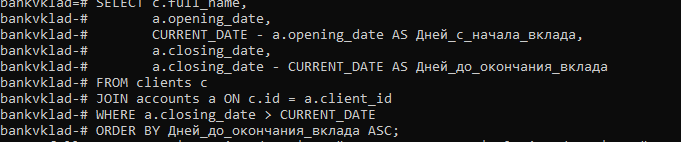 bankvklad=# SELECT c.full_name,
bankvklad-#        a.opening_date,
bankvklad-#        CURRENT_DATE - a.opening_date AS Дней_с_начала_вклада,
bankvklad-#        a.closing_date,
bankvklad-#        a.closing_date - CURRENT_DATE AS Дней_до_окончания_вклада
bankvklad-# FROM clients c
bankvklad-# JOIN accounts a ON c.id = a.client_id
bankvklad-# WHERE a.closing_date > CURRENT_DATE
bankvklad-# ORDER BY Дней_до_окончания_вклада ASC;